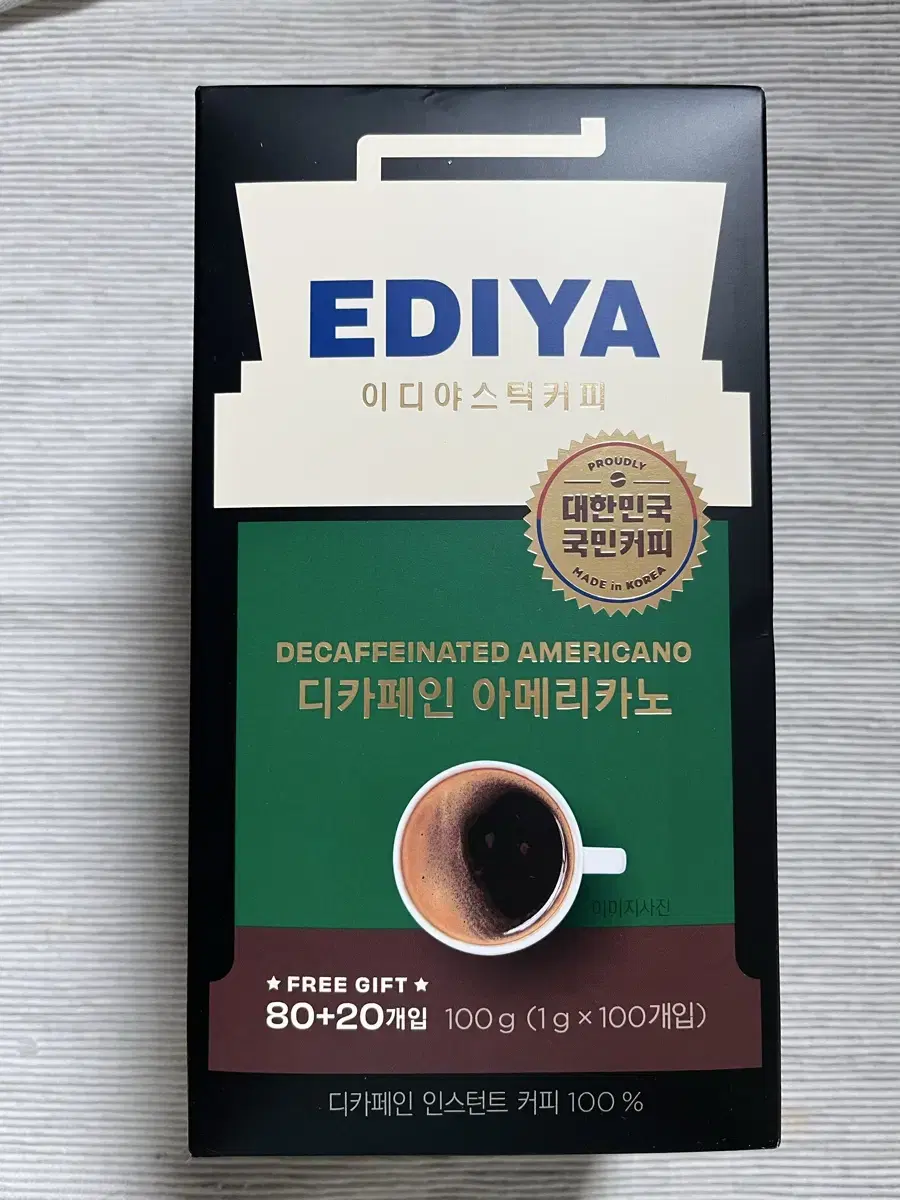 EDIYA
이디야스틱커피
PROUDLY
대한민국
국민커피
MADE in KOREA
DECAFFEINATED AMERICANO
디카페인 아메리카노
이미지사진
★ FREE GIFT ★
80+20개입 100g (1g×100개입)
디카페인 인스턴트 커피 100%